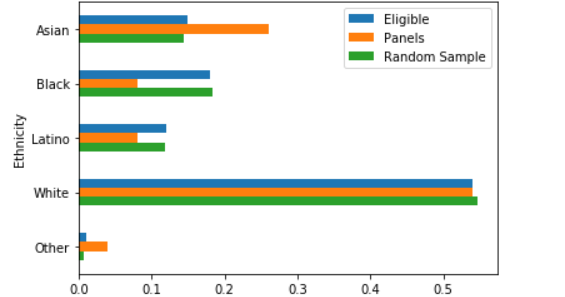 Eligible
Panels
Random Sample
Asian
Black
Latino
White
Other
Ethnicity
0.0 0.1 0.2 0.3 0.4 0.5